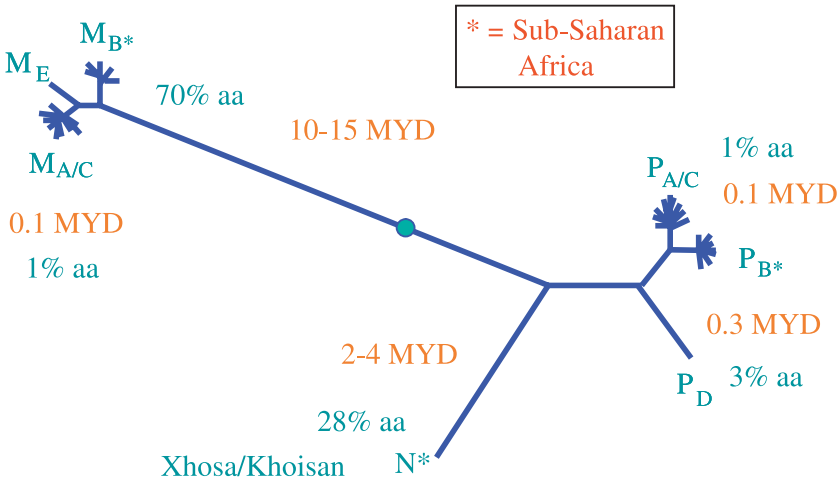 * = Sub-Saharan
Africa
M_B*
M_E
70% aa
10-15 MYD
M_A/C
0.1 MYD
1% aa
1% aa
P_A/C
0.1 MYD
P_B*
0.3 MYD
P_D
3% aa
2-4 MYD
28% aa
Xhosa/Khoisan
N*